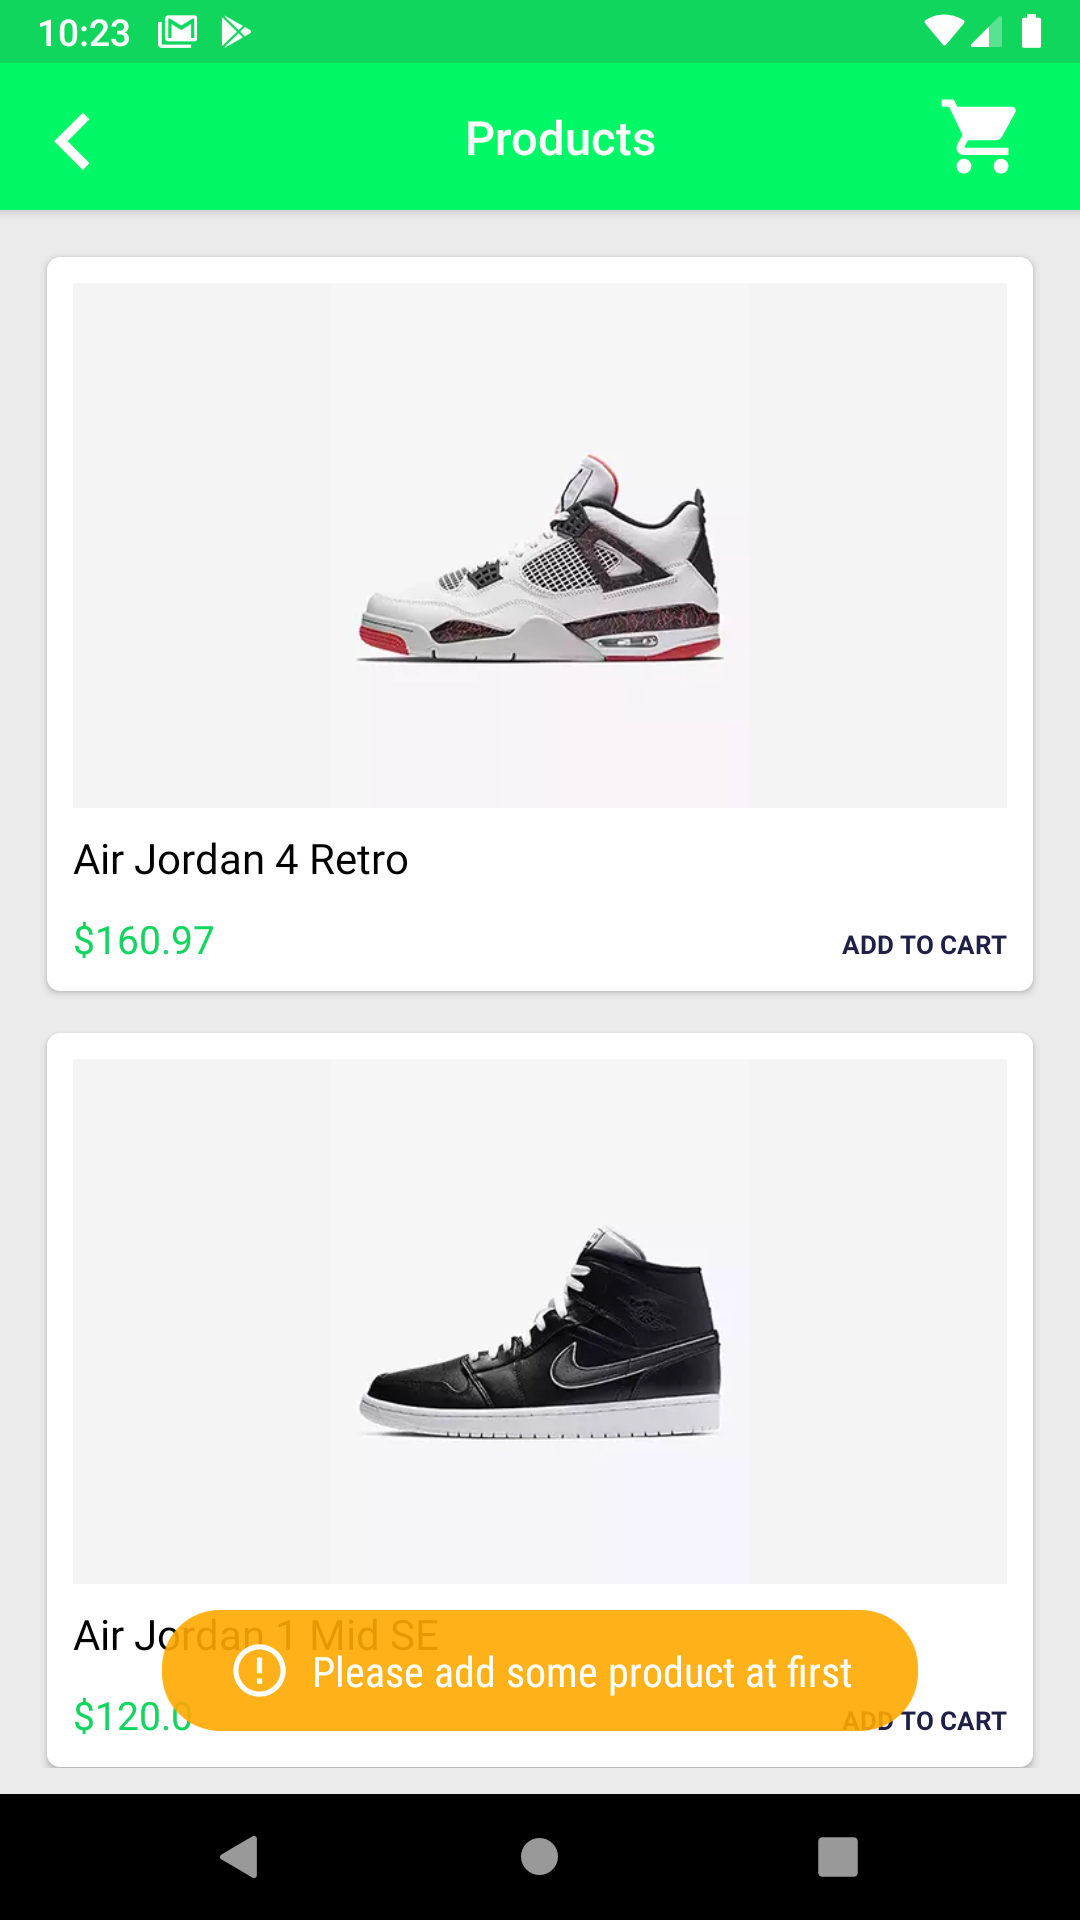 10:23
Products
Air Jordan 4 Retro
$160.97
ADD TO CART
Air Jordan 1 Mid SE
Please add some product at first
$120.0
ADD TO CART